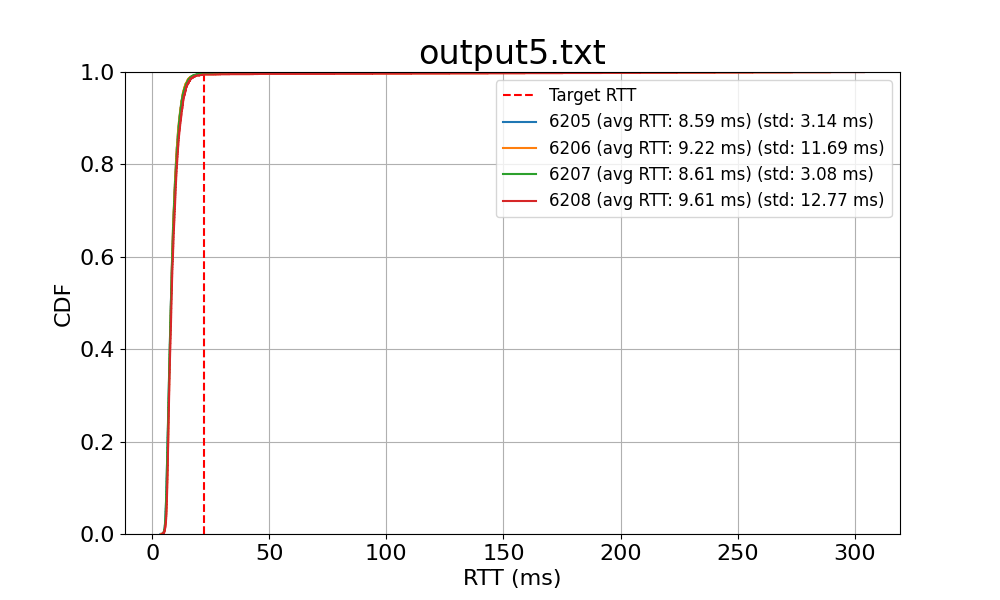 output5.txt
1.0
0.8
0.6
0.4
0.2
0.0
CDF
Target RTT
6205 (avg RTT: 8.59 ms) (std: 3.14 ms)
6206 (avg RTT: 9.22 ms) (std: 11.69 ms)
6207 (avg RTT: 8.61 ms) (std: 3.08 ms)
6208 (avg RTT: 9.61 ms) (std: 12.77 ms)
0 50 100 150 200 250 300
RTT (ms)